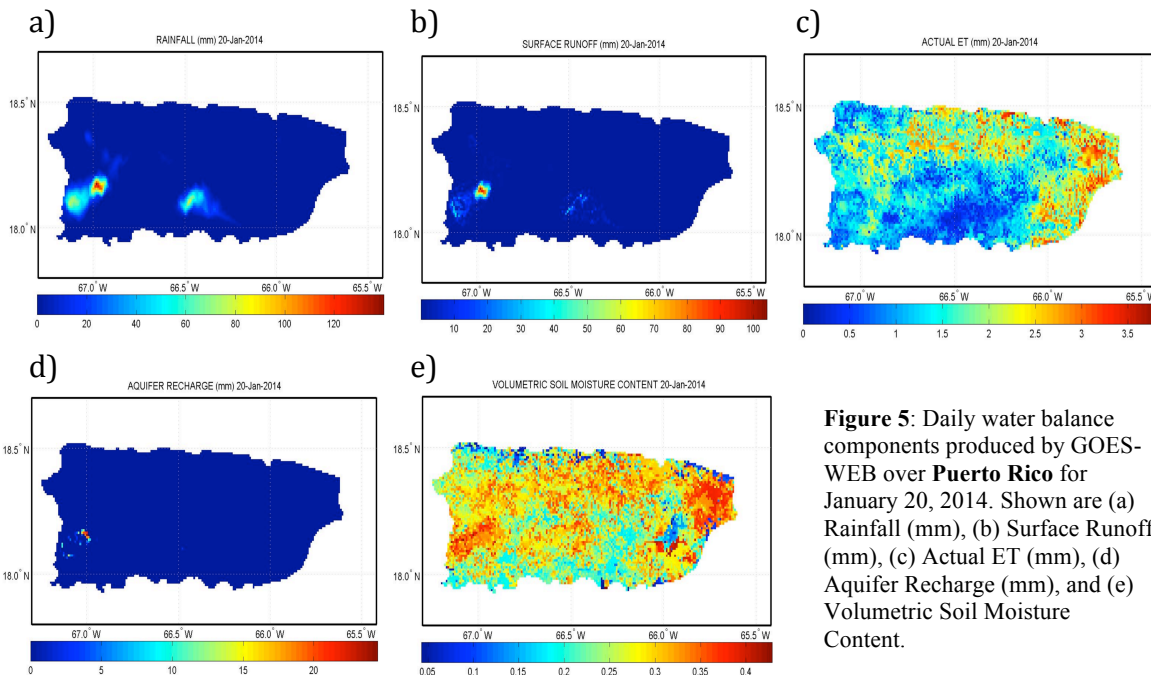 a)
RAINFALL (mm) 20-Jan-2014
18.5° N
18.0° N
67.0° W 66.5° W 66.0° W 65.5° W
0 20 40 60 80 100 120
b)
SURFACE RUNOFF (mm) 20-Jan-2014
18.5° N
18.0° N
67.0° W 66.5° W 66.0° W 65.5° W
10 20 30 40 50 60 70 80 90 100
c)
ACTUAL ET (mm) 20-Jan-2014
18.5° N
18.0° N
67.0° W 66.5° W 66.0° W 65.5° W
0 0.5 1 1.5 2 2.5 3 3.5
d)
AQUIFER RECHARGE (mm) 20-Jan-2014
18.5° N
18.0° N
67.0° W 66.5° W 66.0° W 65.5° W
0 5 10 15 20
e)
VOLUMETRIC SOIL MOISTURE CONTENT 20-Jan-2014
18.5° N
18.0° N
67.0° W 66.5° W 66.0° W 65.5° W
0.05 0.1 0.15 0.2 0.25 0.3 0.35 0.4
Figure 5: Daily water balance
components produced by GOES-
WEB over Puerto Rico for
January 20, 2014. Shown are (a)
Rainfall (mm), (b) Surface Runoff
(mm), (c) Actual ET (mm), (d)
Aquifer Recharge (mm), and (e)
Volumetric Soil Moisture
Content.